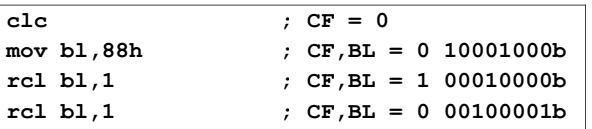 clc ; CF = 0
mov bl,88h ; CF,BL = 0 10001000b
rcl bl,1 ; CF,BL = 1 00010000b
rcl bl,1 ; CF,BL = 0 00100001b